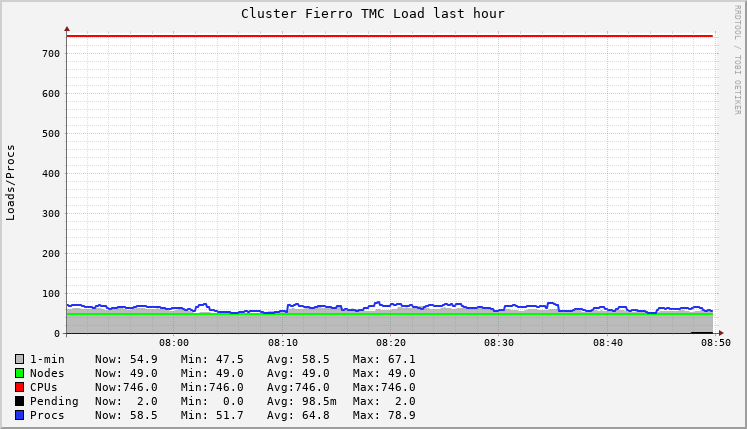 Cluster Fierro TMC Load last hour
RRDTOOL / TOBI OETIKER
Loads/Procs
700
600
500
400
300
200
100
0
08:00 08:10 08:20 08:30 08:40 08:50
1-min Now: 54.9 Min: 47.5 Avg: 58.5 Max: 67.1
Nodes Now: 49.0 Min: 49.0 Avg: 49.0 Max: 49.0
CPUs Now:746.0 Min:746.0 Avg:746.0 Max:746.0
Pending Now: 2.0 Min: 0.0 Avg: 98.5m Max: 2.0
Procs Now: 58.5 Min: 51.7 Avg: 64.8 Max: 78.9